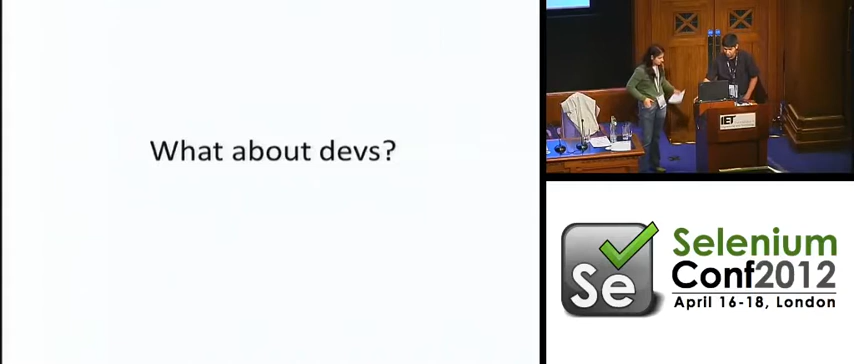 What about devs?
IET
Se
Selenium
Conf2012
April 16-18, London